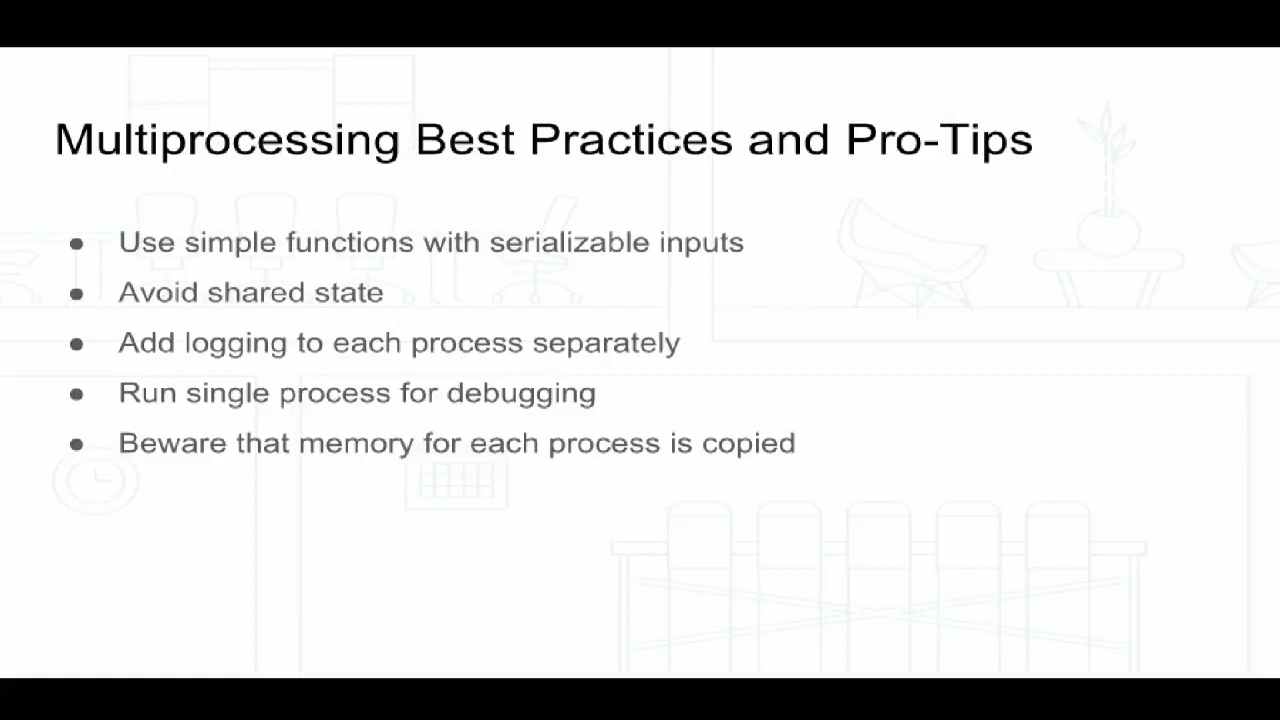 Multiprocessing Best Practices and Pro-Tips
● Use simple functions with serializable inputs
● Avoid shared state
● Add logging to each process separately
● Run single process for debugging
● Beware that memory for each process is copied